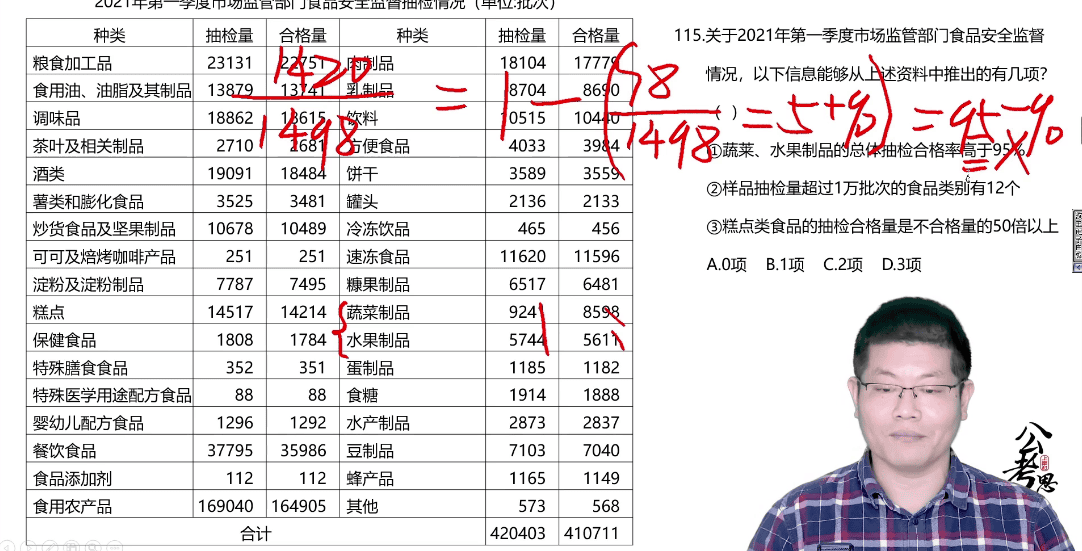 2021年第一季度市场监管部门食品安全监督抽检情况（单位:批次）
种类 抽检量 合格量 种类 抽检量 合格量
粮食加工品 23131 22751 肉制品 18104 17779
食用油、油脂及其制品 13879 13741 乳制品 8704 8690
调味品 18862 18615 饮料 10515 10440
茶叶及相关制品 2710 2681 方便食品 4033 3984
酒类 19091 18484 饼干 3589 3559
薯类和膨化食品 3525 3481 罐头 2136 2133
炒货食品及坚果制品 10678 10489 冷冻饮品 465 456
可可及焙烤咖啡产品 251 251 速冻食品 11620 11596
淀粉及淀粉制品 7787 7495 糖果制品 6517 6481
糕点 14517 14214 蔬菜制品 9241 8598
保健食品 1808 1784 水果制品 5744 5611
特殊膳食食品 352 351 蛋制品 1185 1182
特殊医学用途配方食品 88 88 食糖 1914 1888
婴幼儿配方食品 1296 1292 水产制品 2873 2837
餐饮食品 37795 35986 豆制品 7103 7040
食品添加剂 112 112 蜂产品 1165 1149
食用农产品 169040 164905 其他 573 568
合计 420403 410711
1420/1498 = 1 - (78/1498 = 5+%) = 95-%
115.关于2021年第一季度市场监管部门食品安全监督
情况，以下信息能够从上述资料中推出的有几项？
（ ）
①蔬菜、水果制品的总体抽检合格率高于95%
②样品抽检量超过1万批次的食品类别有12个
③糕点类食品的抽检合格量是不合格量的50倍以上
A.0项 B.1项 C.2项 D.3项
公考思